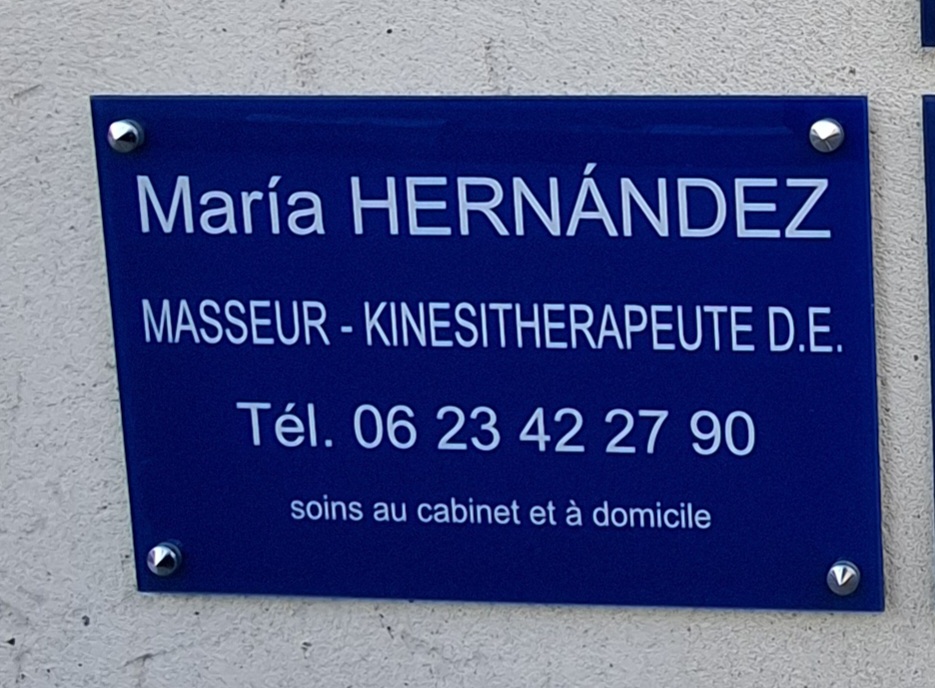 María HERNÁNDEZ
MASSEUR - KINESITHERAPEUTE D.E.
Tél. 06 23 42 27 90
soins au cabinet et à domicile